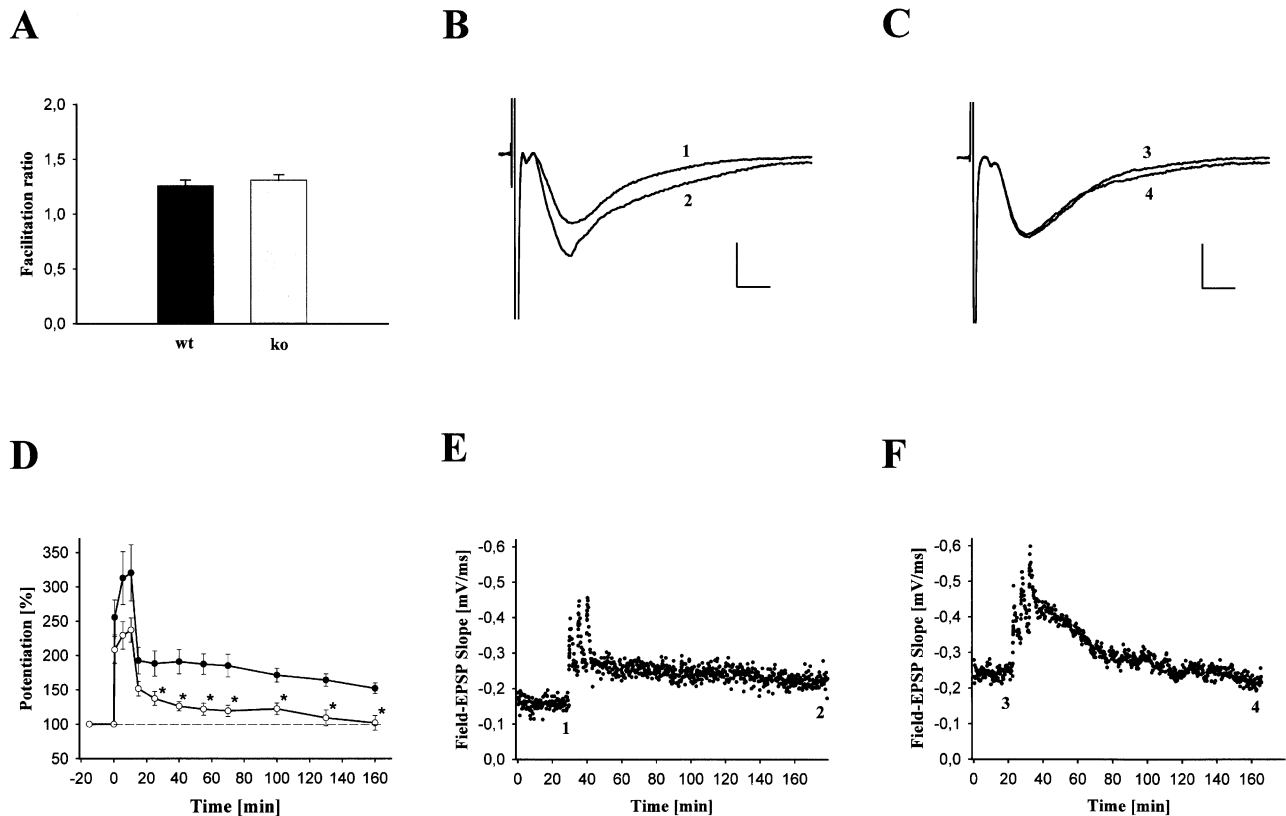 A
B
C
2,0
1,5
1,0
0,5
0,0
Facilitation ratio
wt
ko
1
2
3
4
D
E
F
350
300
250
200
150
100
50
Potentiation [%]
* * * * * * *
-20 0 20 40 60 80 100 120 140 160
Time [min]
-0,6
-0,5
-0,4
-0,3
-0,2
-0,1
0,0
Field-EPSP Slope [mV/ms]
1
2
0 20 40 60 80 100 120 140 160
Time [min]
-0,6
-0,5
-0,4
-0,3
-0,2
-0,1
0,0
Field-EPSP Slope [mV/ms]
3
4
0 20 40 60 80 100 120 140 160
Time [min]